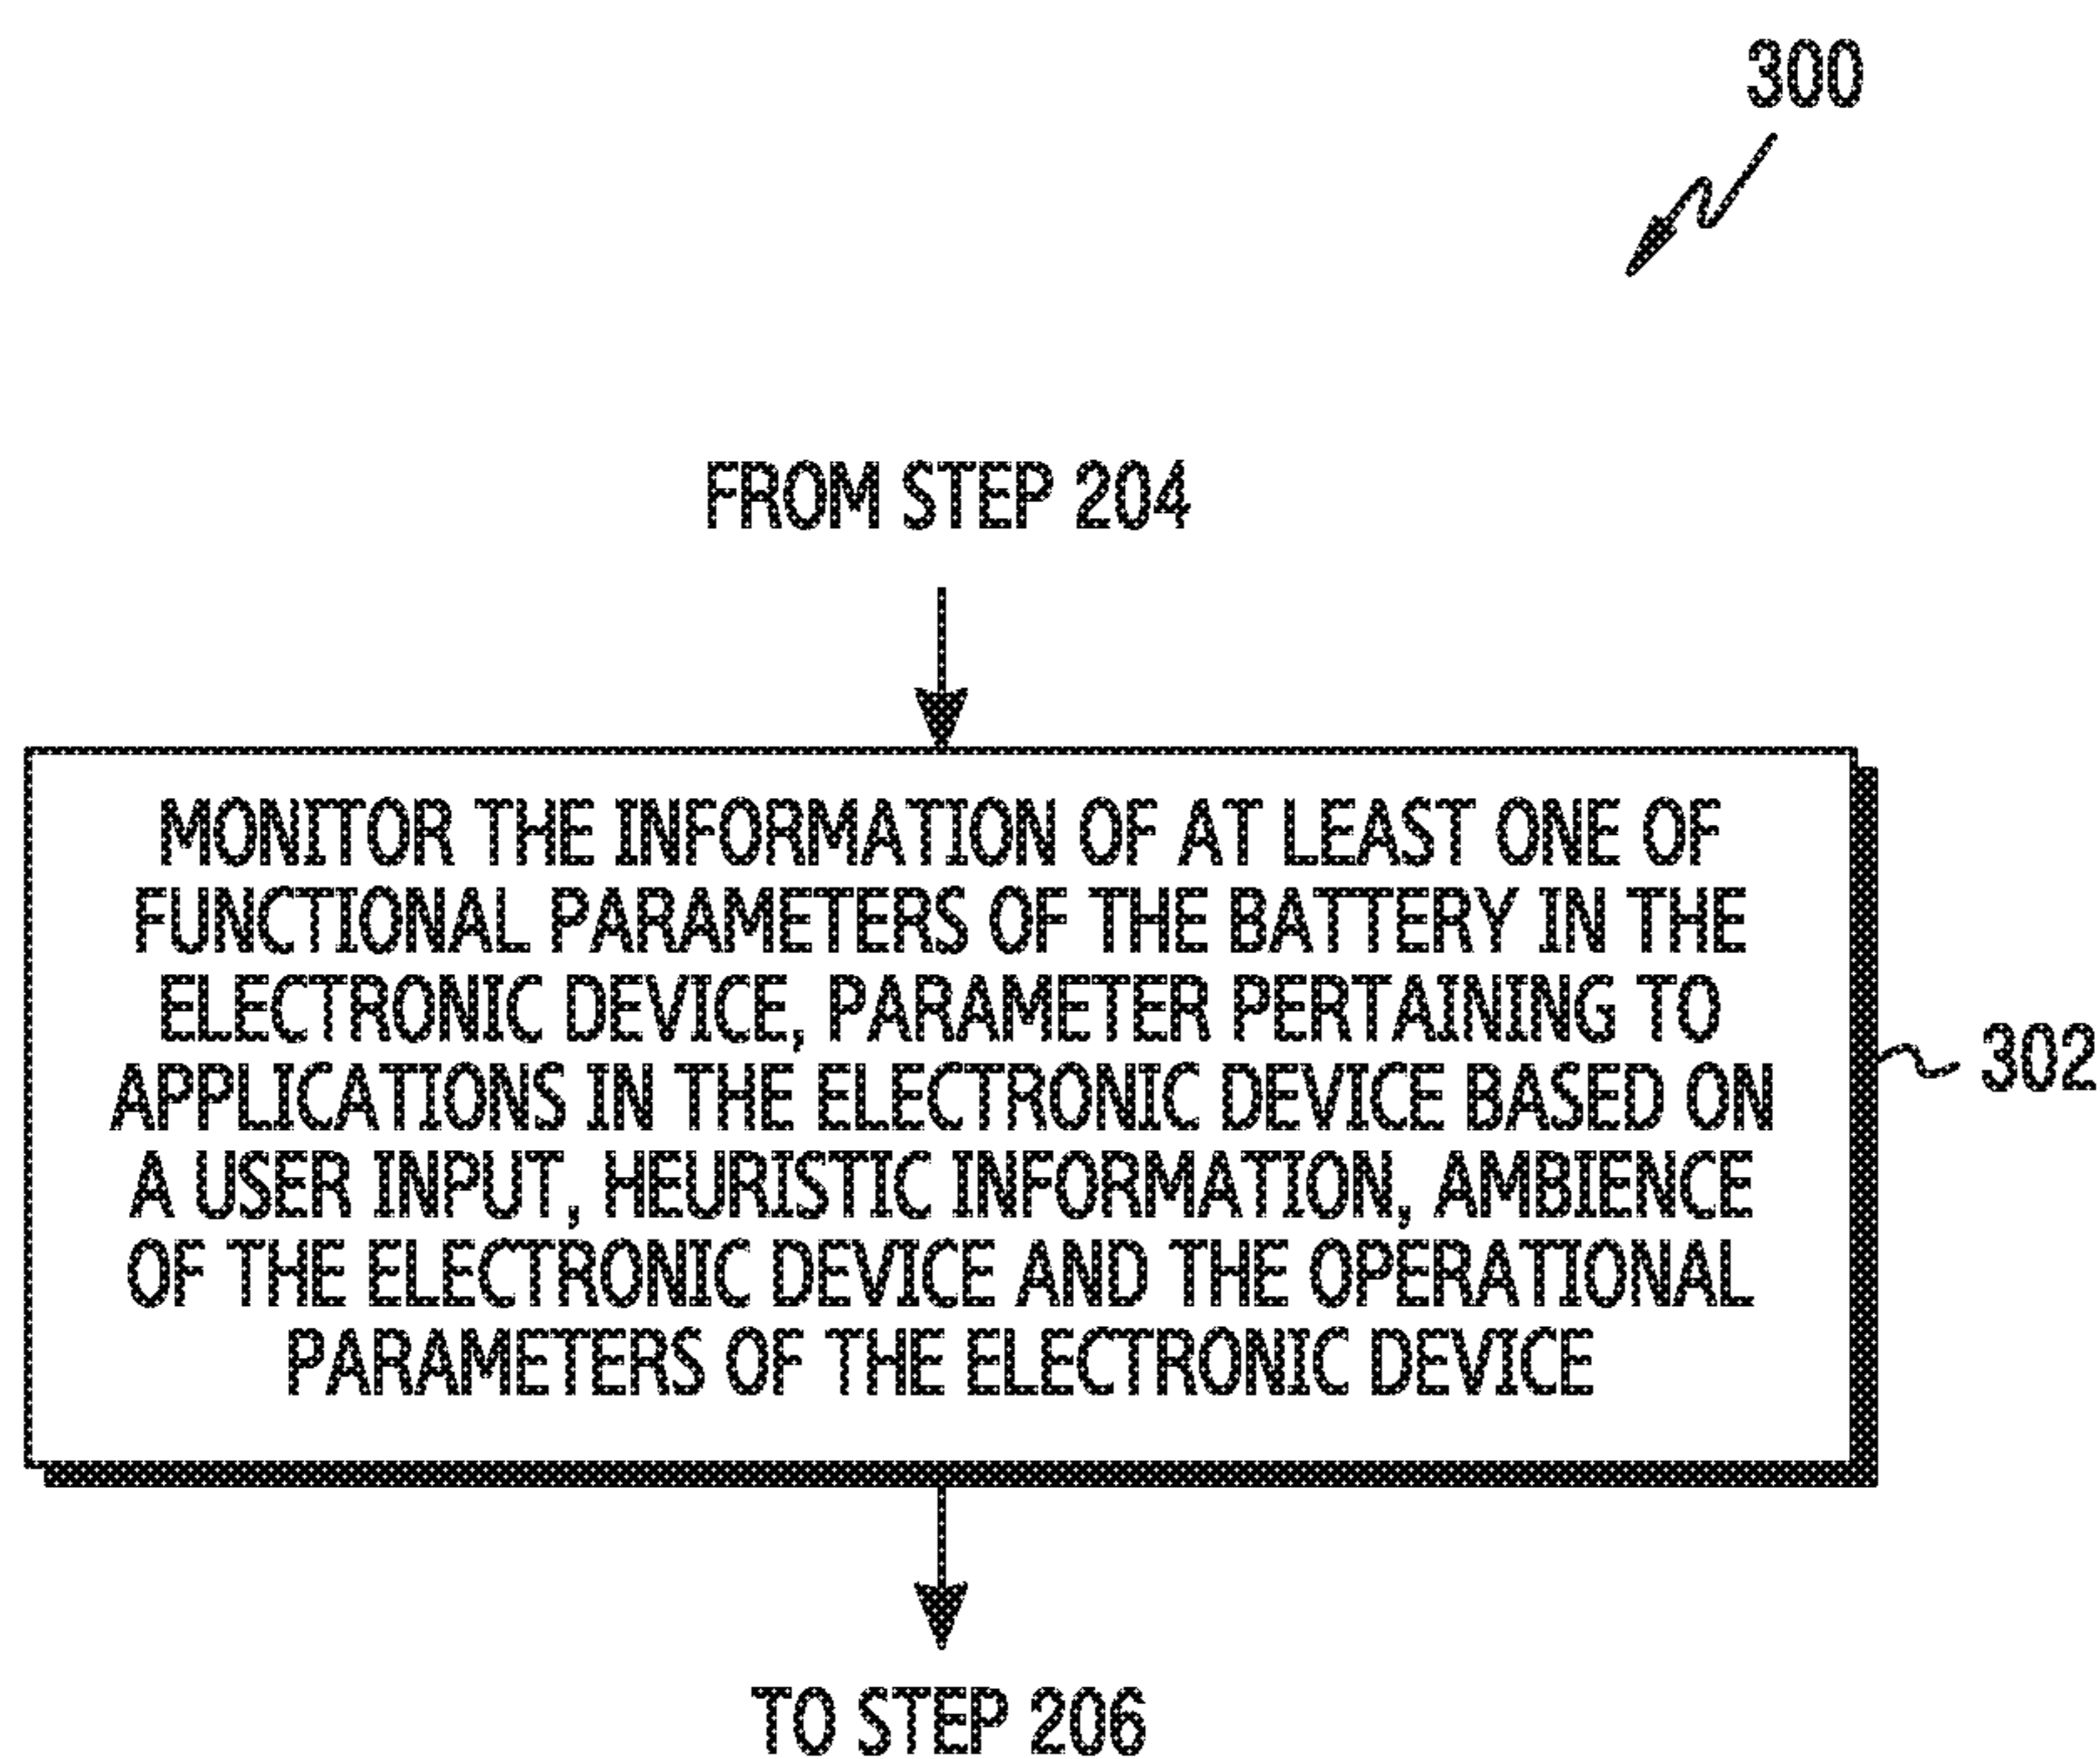 300
FROM STEP 204
MONITOR THE INFORMATION OF AT LEAST ONE OF
FUNCTIONAL PARAMETERS OF THE BATTERY IN THE
ELECTRONIC DEVICE, PARAMETER PERTAINING TO
APPLICATIONS IN THE ELECTRONIC DEVICE BASED ON
A USER INPUT, HEURISTIC INFORMATION, AMBIENCE
OF THE ELECTRONIC DEVICE AND THE OPERATIONAL
PARAMETERS OF THE ELECTRONIC DEVICE
302
TO STEP 206